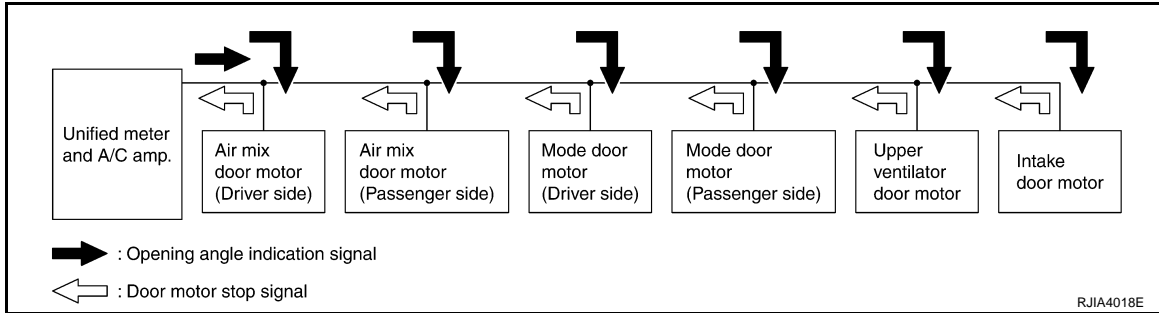 Unified meter
and A/C amp.
Air mix
door motor
(Driver side)
Air mix
door motor
(Passenger side)
Mode door
motor
(Driver side)
Mode door
motor
(Passenger side)
Upper
ventilator
door motor
Intake
door motor
: Opening angle indication signal
: Door motor stop signal
RJIA4018E